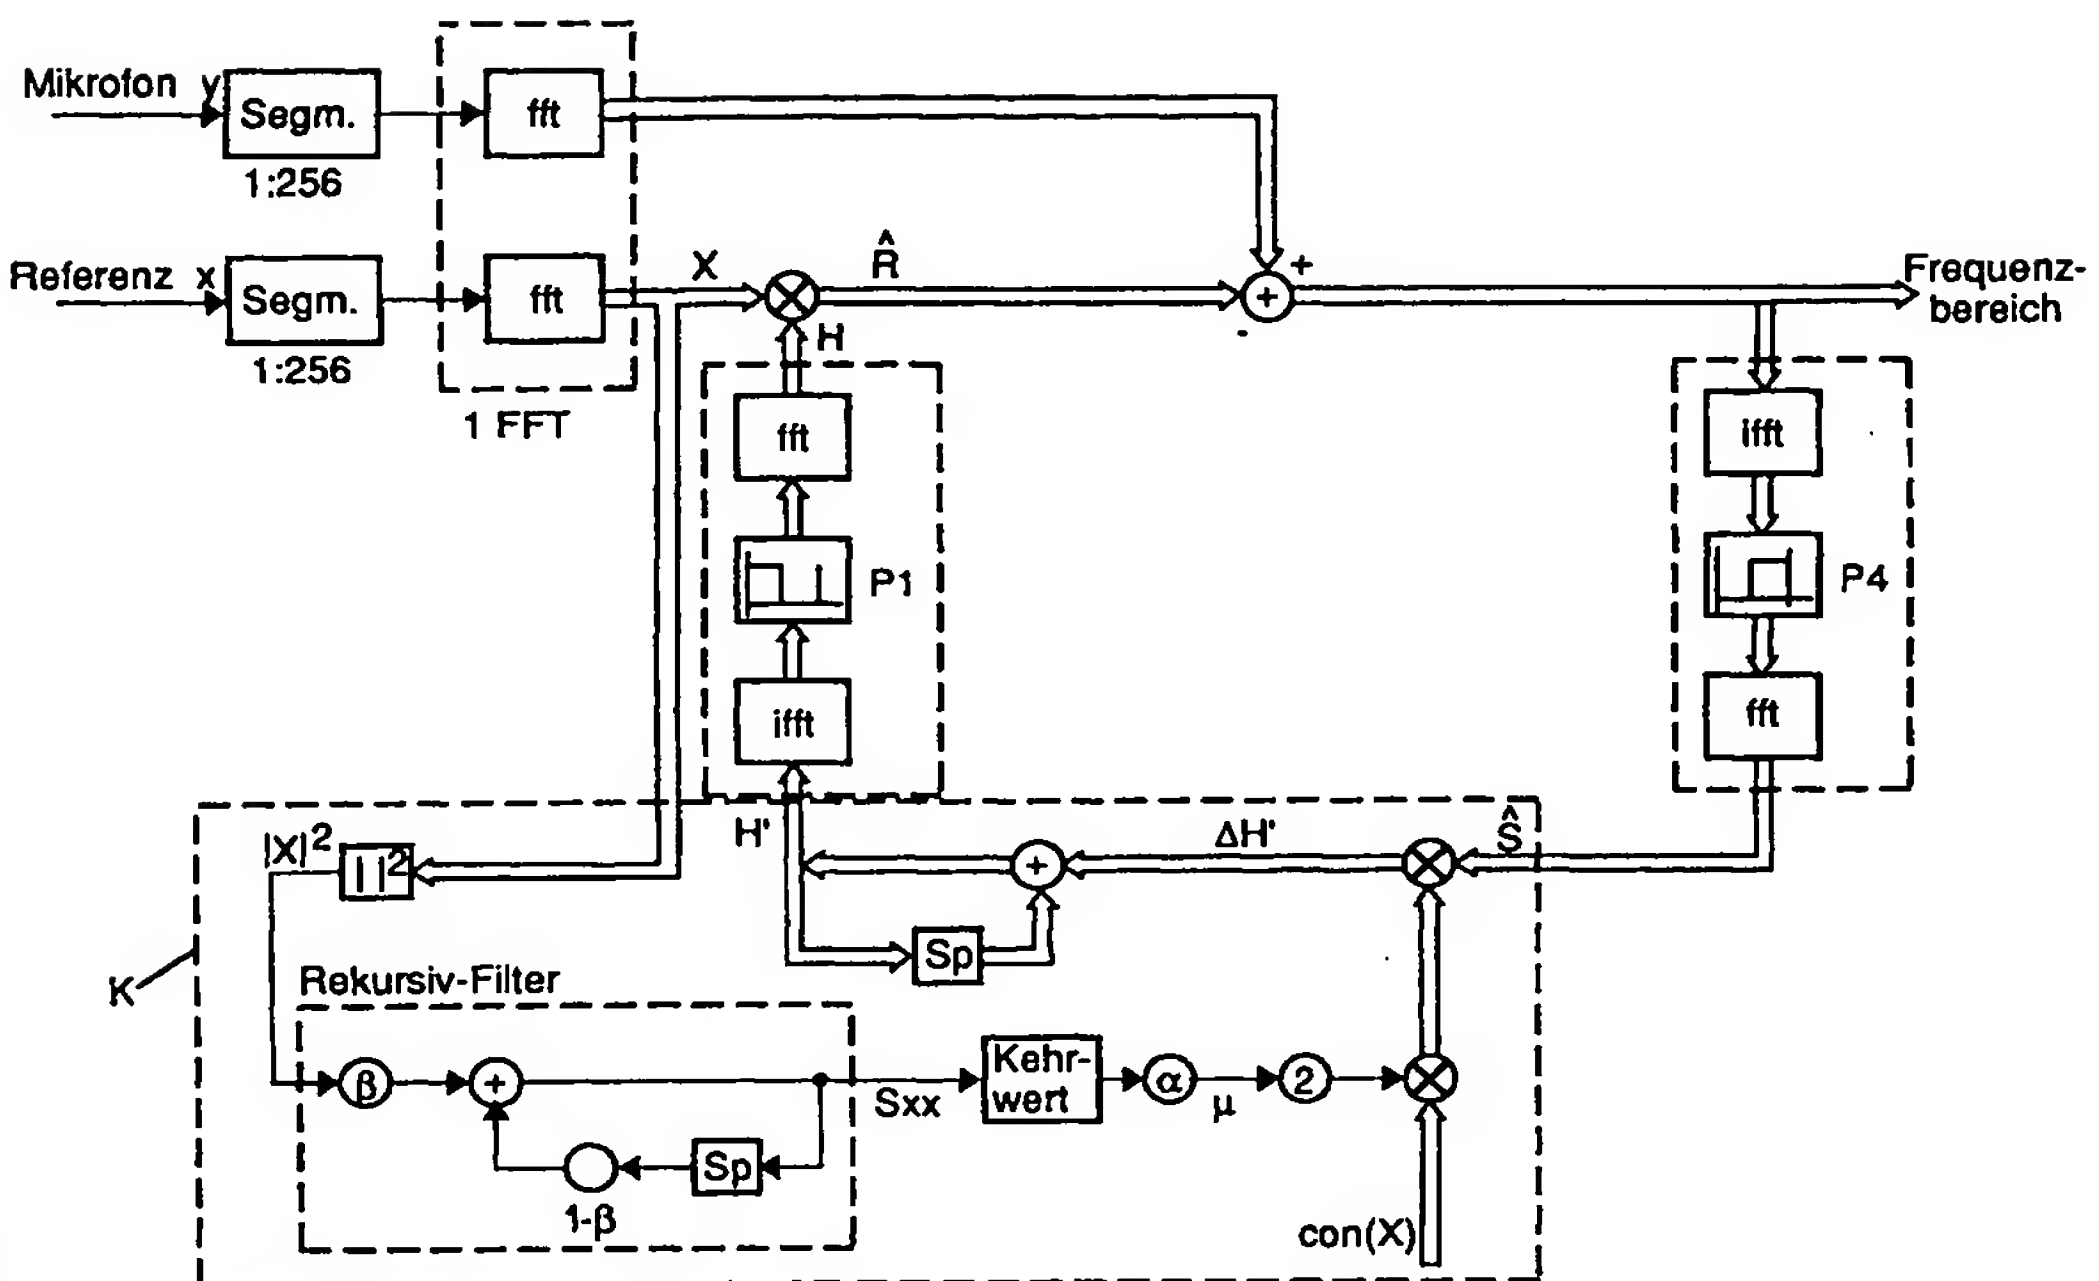 Mikrofon y
Segm.
1:256
fft
Referenz x
Segm.
1:256
fft
1 FFT
X
R̂
H
+
+
-
Frequenz-
bereich
fft
P1
ifft
ifft
P4
fft
H'
ΔH'
Ŝ
|X|²
| |²
+
Sp
K
Rekursiv-Filter
β
+
Sp
1-β
Sxx
Kehr-
wert
α
μ
2
con(X)